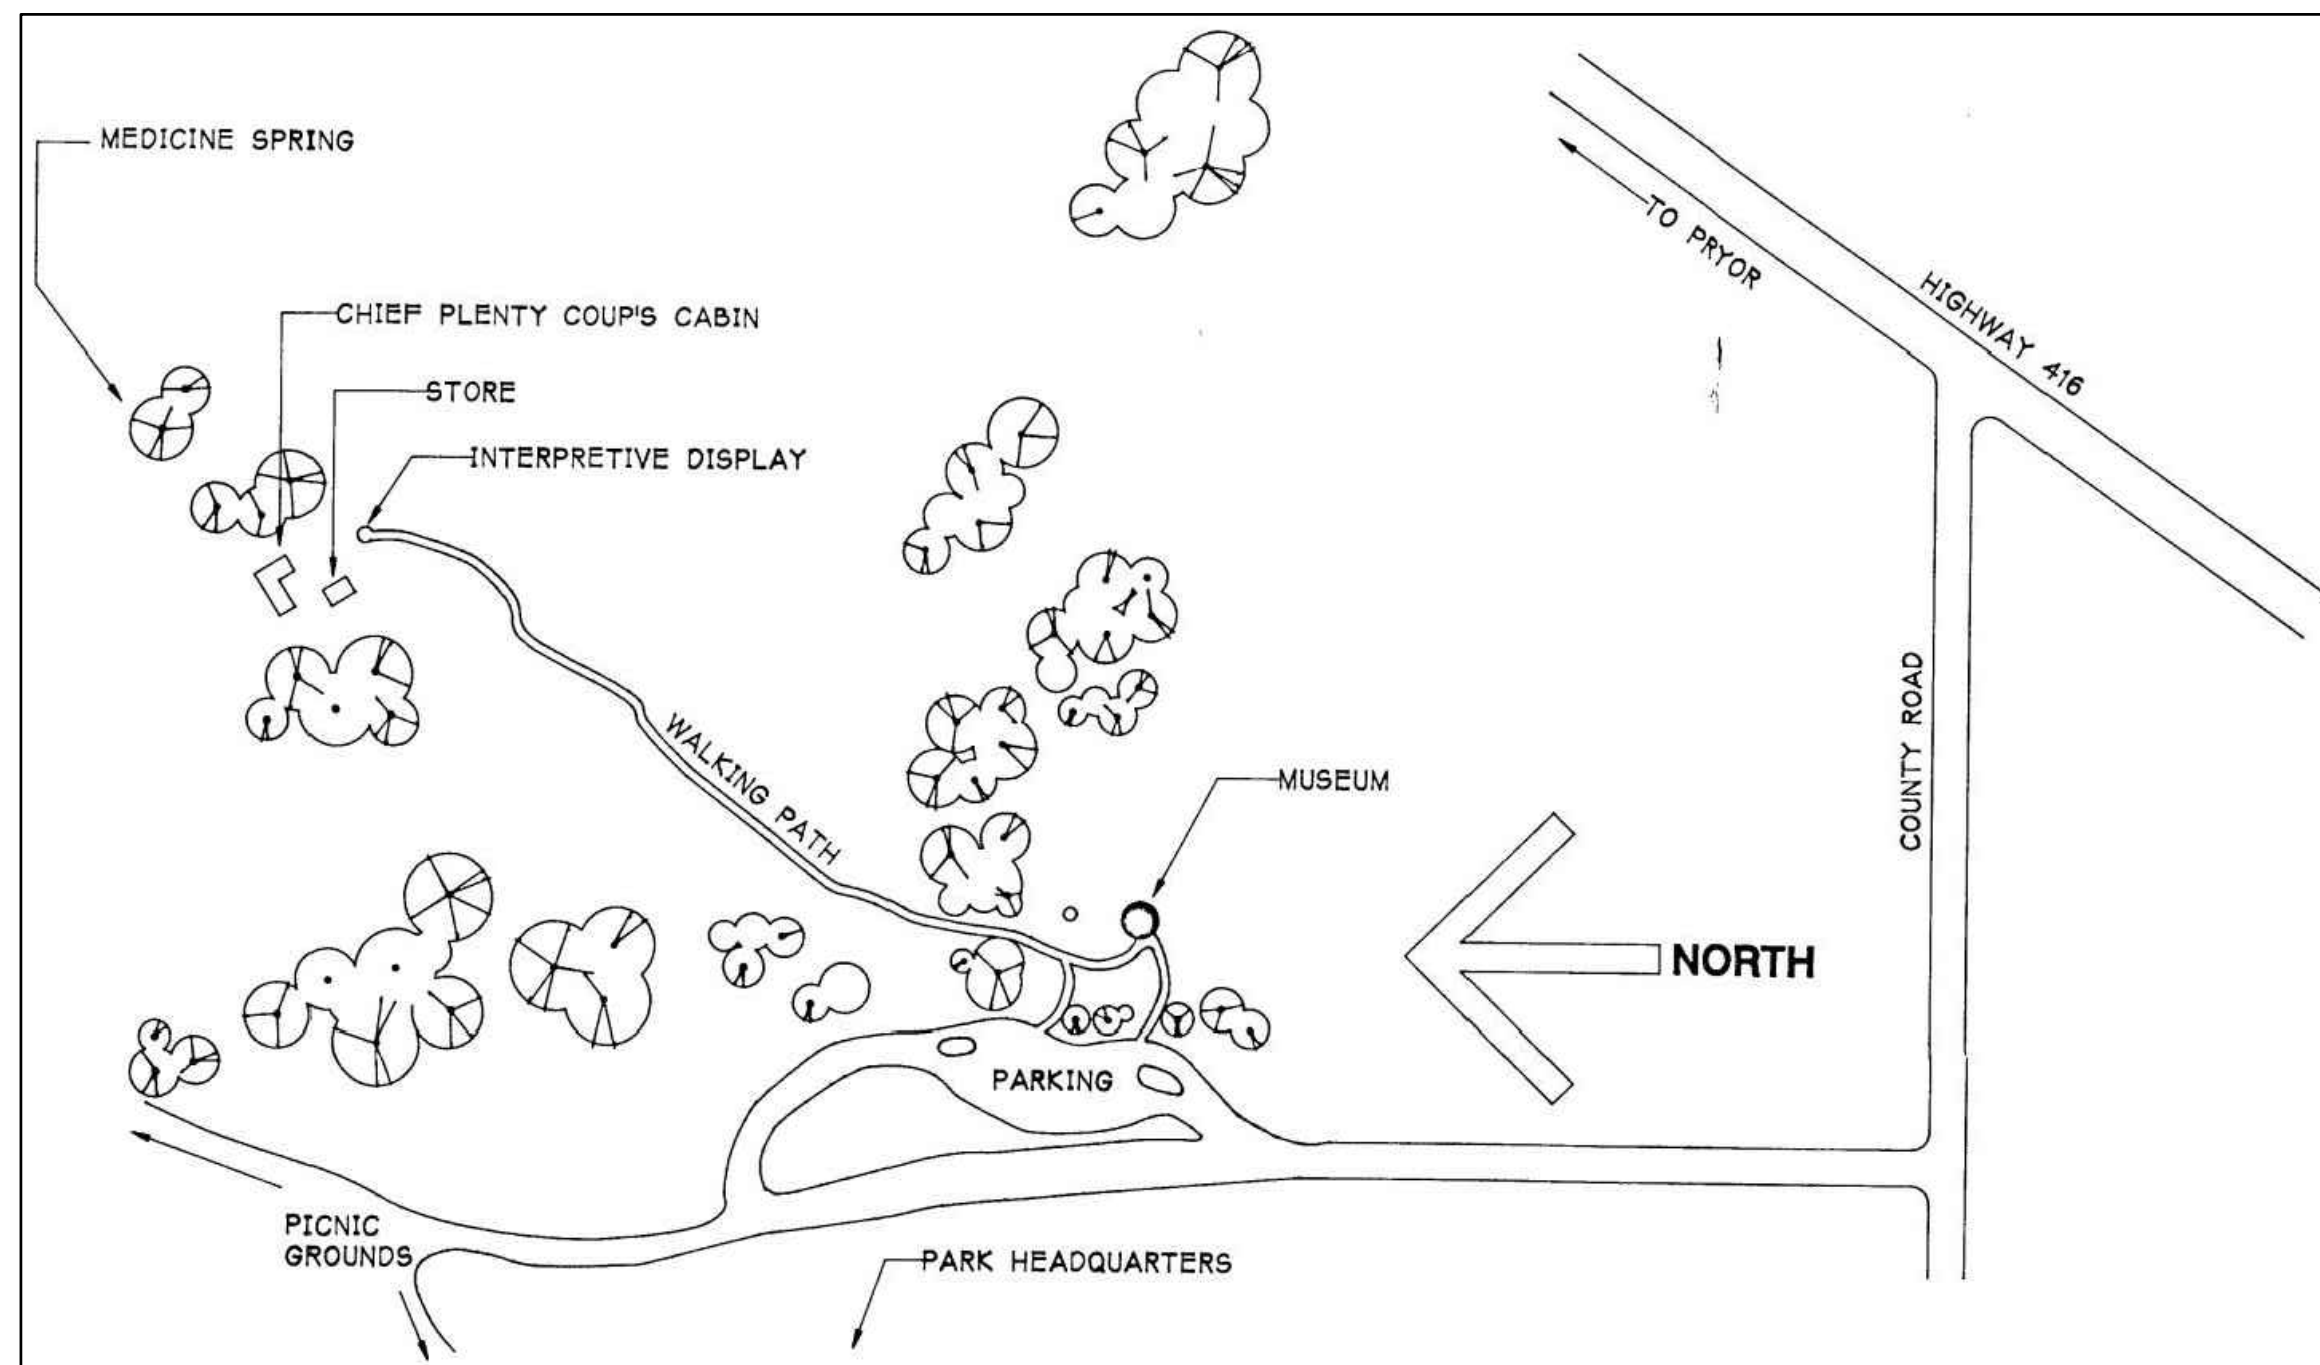 MEDICINE SPRING
CHIEF PLENTY COUP'S CABIN
STORE
INTERPRETIVE DISPLAY
TO PRYOR
HIGHWAY 416
WALKING PATH
MUSEUM
COUNTY ROAD
NORTH
PARKING
PICNIC
GROUNDS
PARK HEADQUARTERS